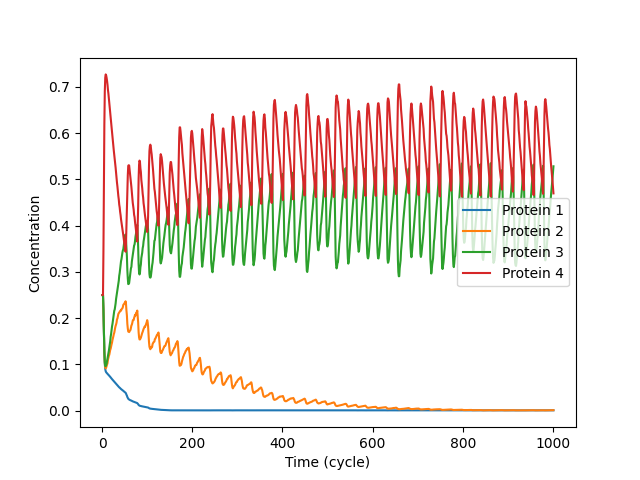 0.7
0.6
0.5
0.4
0.3
0.2
0.1
0.0
Concentration
0
200
400
600
800
1000
Time (cycle)
Protein 1
Protein 2
Protein 3
Protein 4